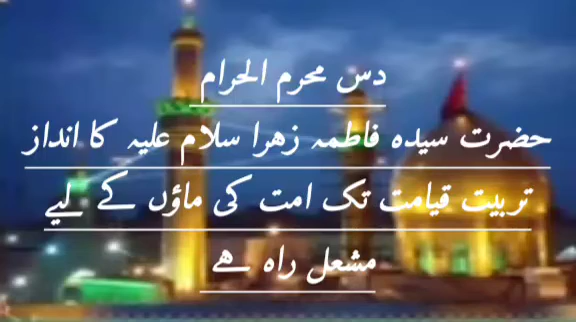 دس محرم الحرام
حضرت سیدہ فاطمہ زہرا سلام علیہ کا انداز
تربیت قیامت تک امت کی ماؤں کے لیے
مشعل راہ ہے